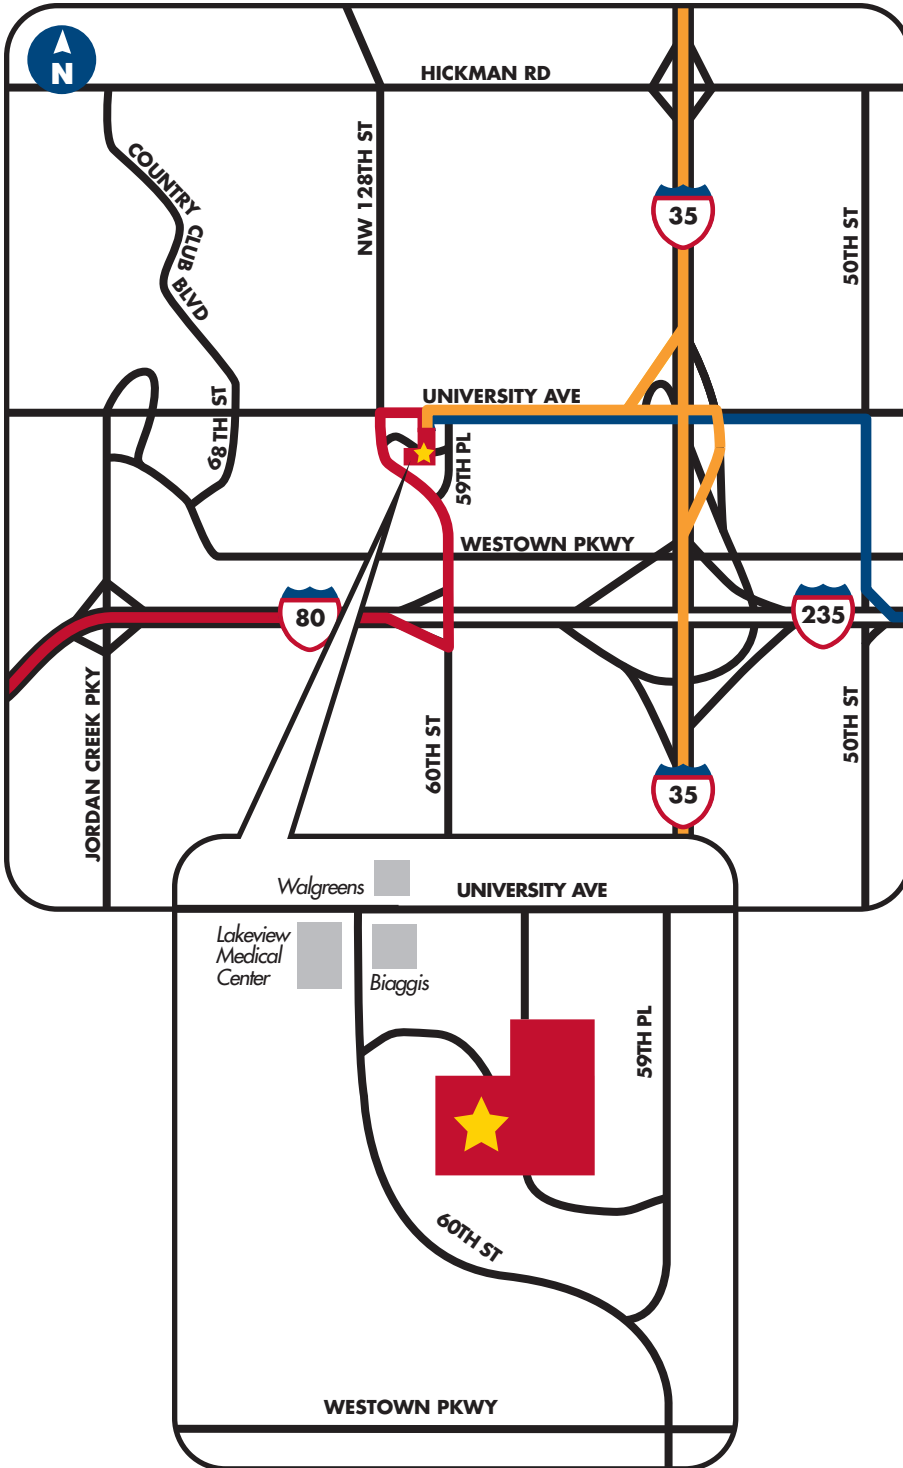 N
HICKMAN RD
COUNTRY CLUB BLVD
NW 128TH ST
35
50TH ST
UNIVERSITY AVE
68TH ST
59TH PL
WESTOWN PKWY
80
235
JORDAN CREEK PKY
60TH ST
50TH ST
35
Walgreens
UNIVERSITY AVE
Lakeview
Medical
Center
Biaggis
59TH PL
60TH ST
WESTOWN PKWY